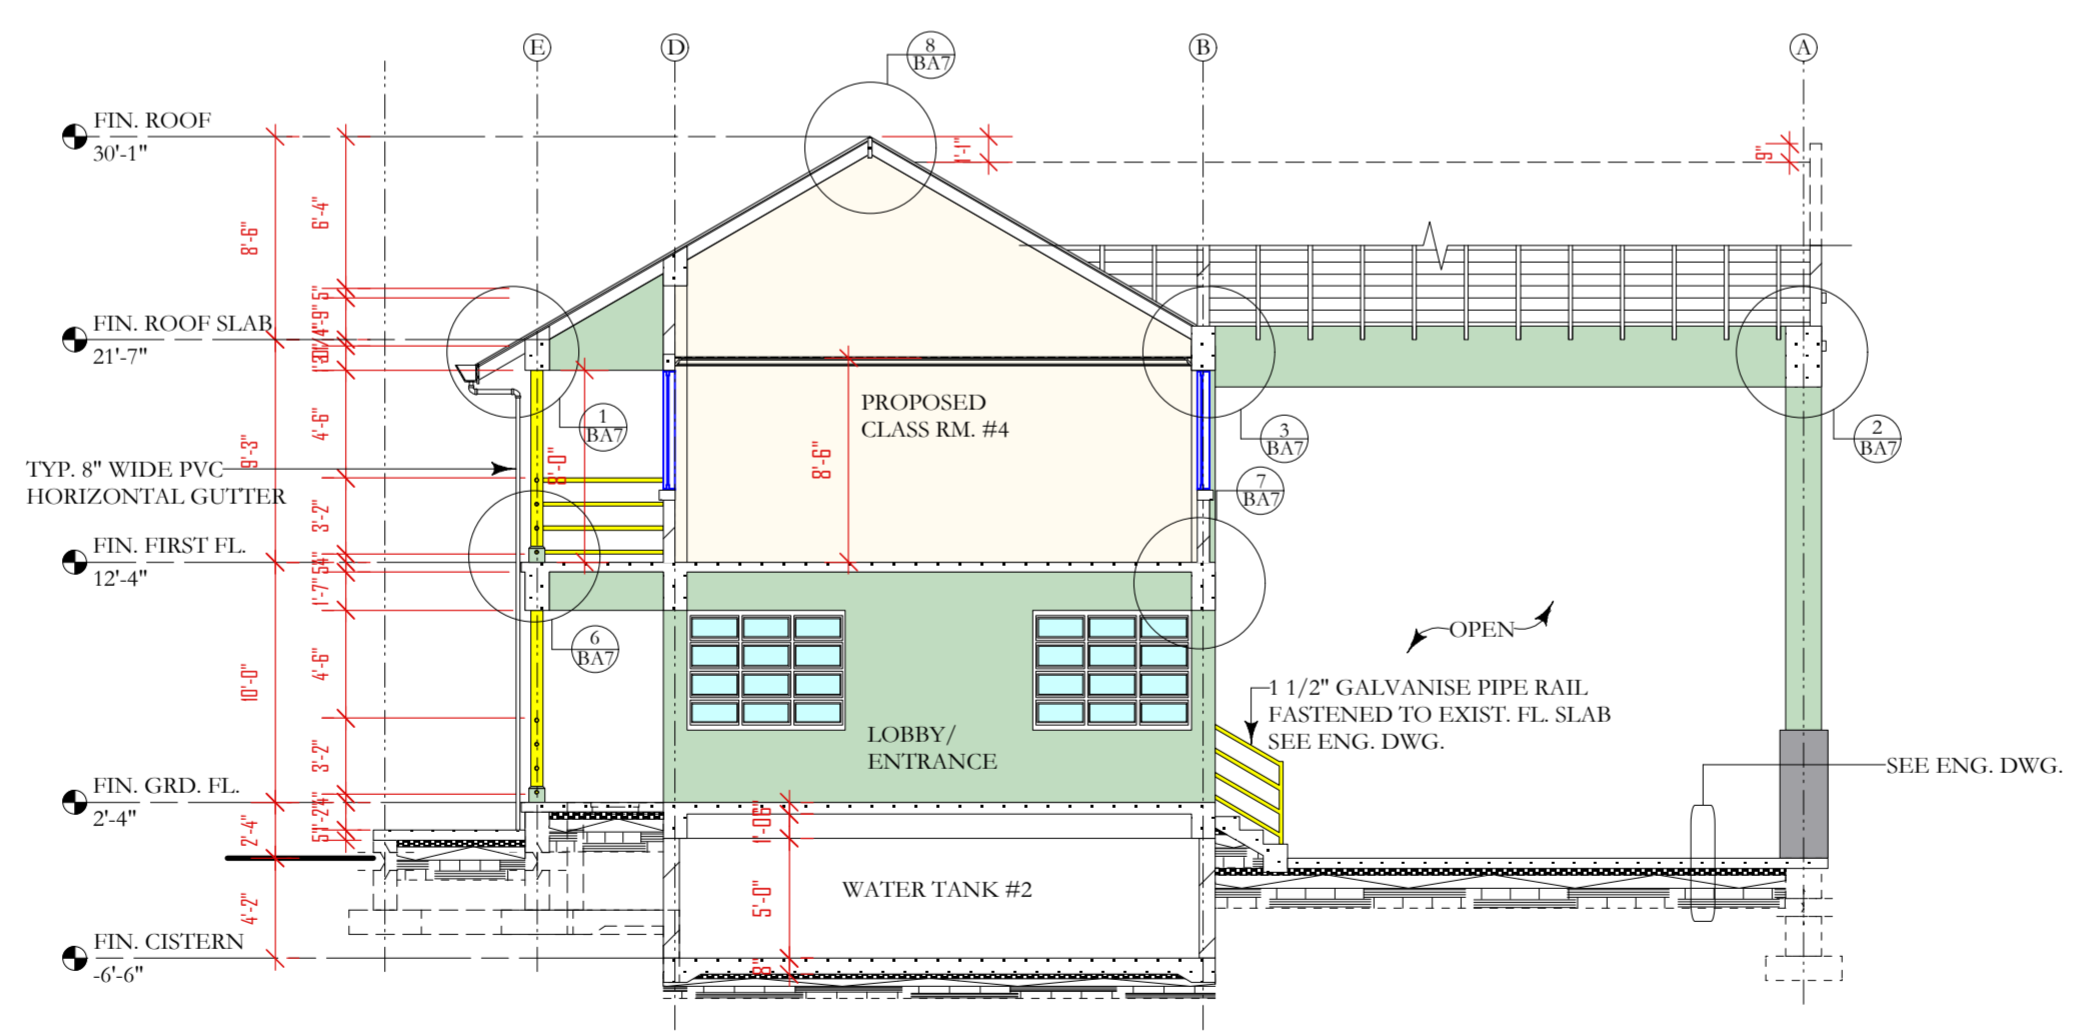 E
D
B
A
8
BA7
FIN. ROOF
30'-1"
1'-1"
9"
6'-4"
8'-6"
5"
FIN. ROOF SLAB
21'-7"
1
BA7
PROPOSED
CLASS RM. #4
3
BA7
2
BA7
4'-6"
9'-3"
8'-0"
8'-6"
TYP. 8" WIDE PVC
HORIZONTAL GUTTER
7
BA7
3'-2"
FIN. FIRST FL.
12'-4"
1'-7"
6
BA7
OPEN
4'-6"
10'-0"
1 1/2" GALVANISE PIPE RAIL
FASTENED TO EXIST. FL. SLAB
SEE ENG. DWG.
LOBBY/
ENTRANCE
3'-2"
SEE ENG. DWG.
FIN. GRD. FL.
2'-4"
2'-4"
WATER TANK #2
5'-0"
4'-2"
FIN. CISTERN
-6'-6"
8"